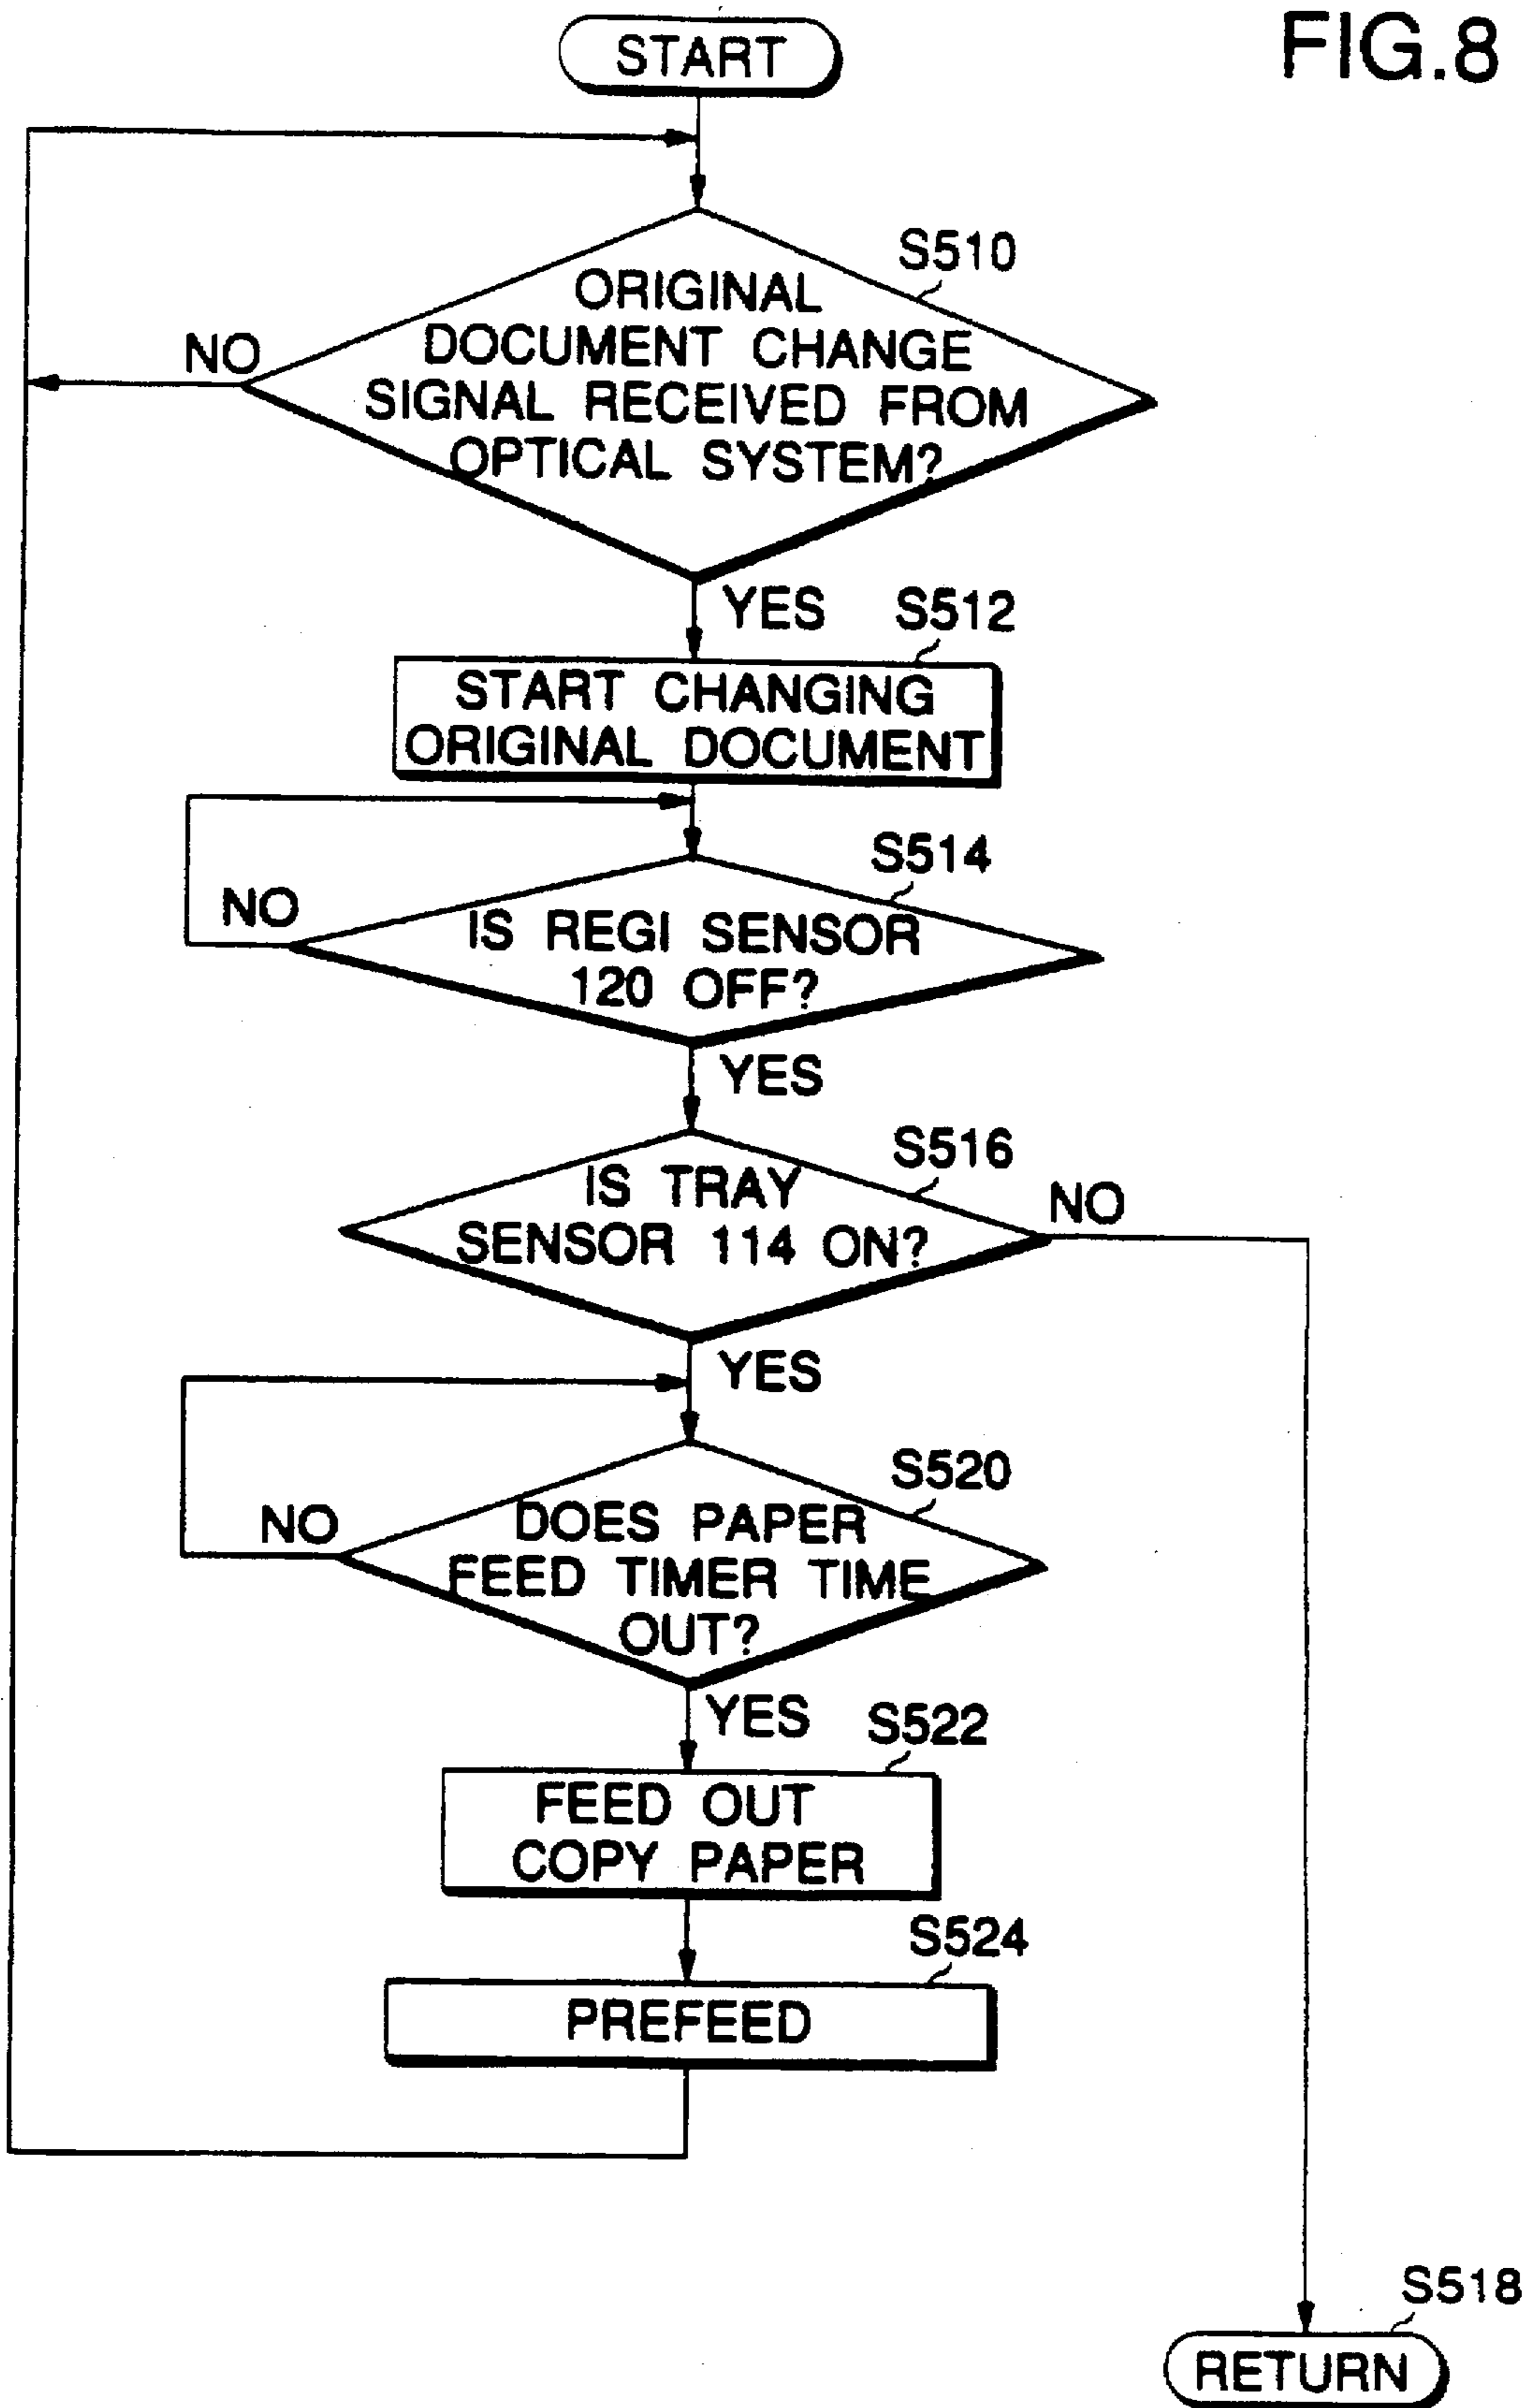 FIG.8
START
S510
ORIGINAL
DOCUMENT CHANGE
SIGNAL RECEIVED FROM
OPTICAL SYSTEM?
NO
YES
S512
START CHANGING
ORIGINAL DOCUMENT
S514
IS REGI SENSOR
120 OFF?
NO
YES
S516
IS TRAY
SENSOR 114 ON?
NO
YES
S520
DOES PAPER
FEED TIMER TIME
OUT?
NO
YES
S522
FEED OUT
COPY PAPER
S524
PREFEED
S518
RETURN